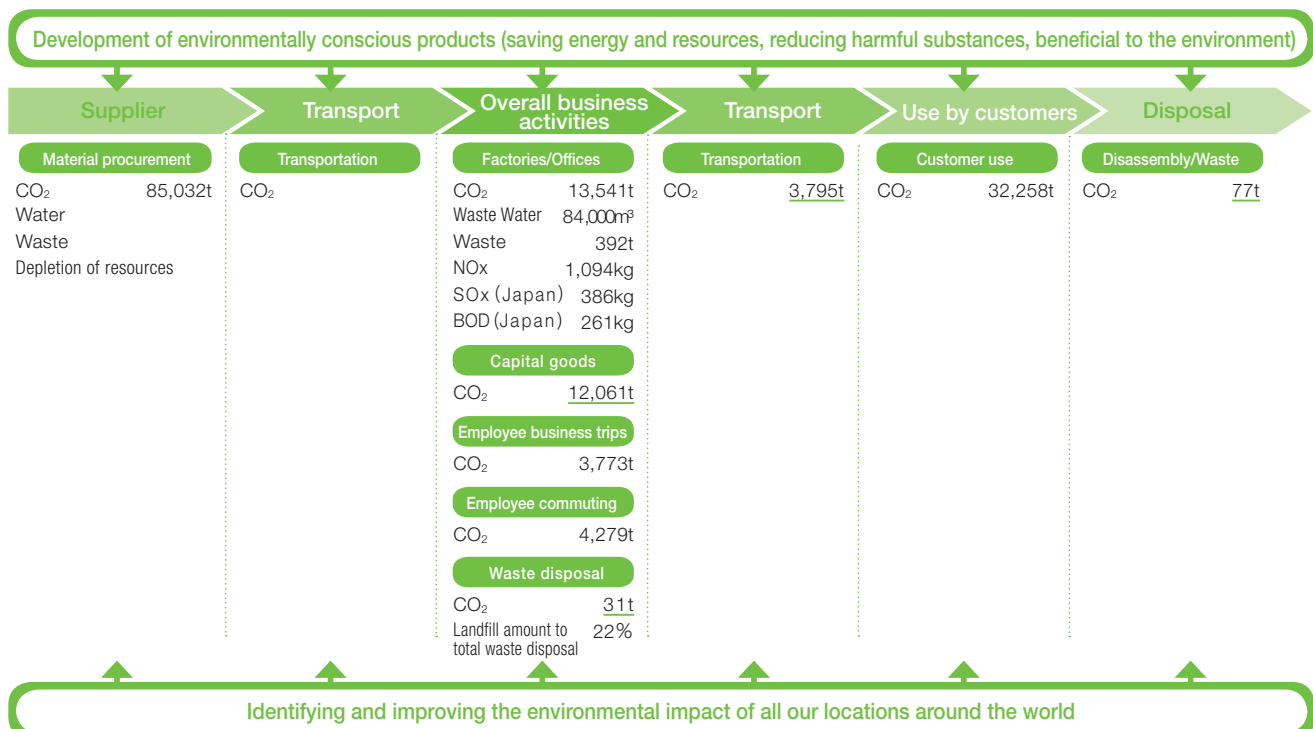 Development of environmentally conscious products (saving energy and resources, reducing harmful substances, beneficial to the environment)
Supplier
Transport
Overall business
activities
Transport
Use by customers
Disposal
Material procurement
CO₂ 85,032t
Water
Waste
Depletion of resources
Transportation
CO₂
Factories/Offices
CO₂ 13,541t
Waste Water 84,000m³
Waste 392t
NOx 1,094kg
SOx (Japan) 386kg
BOD (Japan) 261kg
Capital goods
CO₂ 12,061t
Employee business trips
CO₂ 3,773t
Employee commuting
CO₂ 4,279t
Waste disposal
CO₂ 31t
Landfill amount to 22%
total waste disposal
Transportation
CO₂ 3,795t
Customer use
CO₂ 32,258t
Disassembly/Waste
CO₂ 77t
Identifying and improving the environmental impact of all our locations around the world